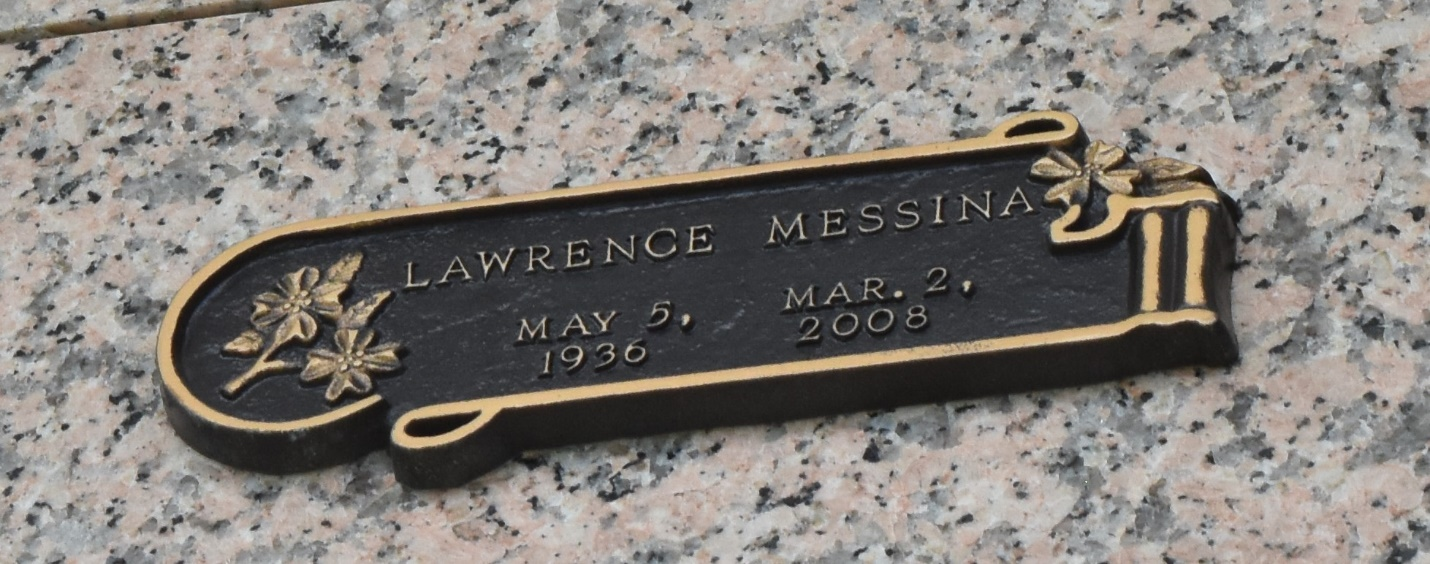 LAWRENCE MESSINA
MAY 5, MAR. 2,
1936 2008